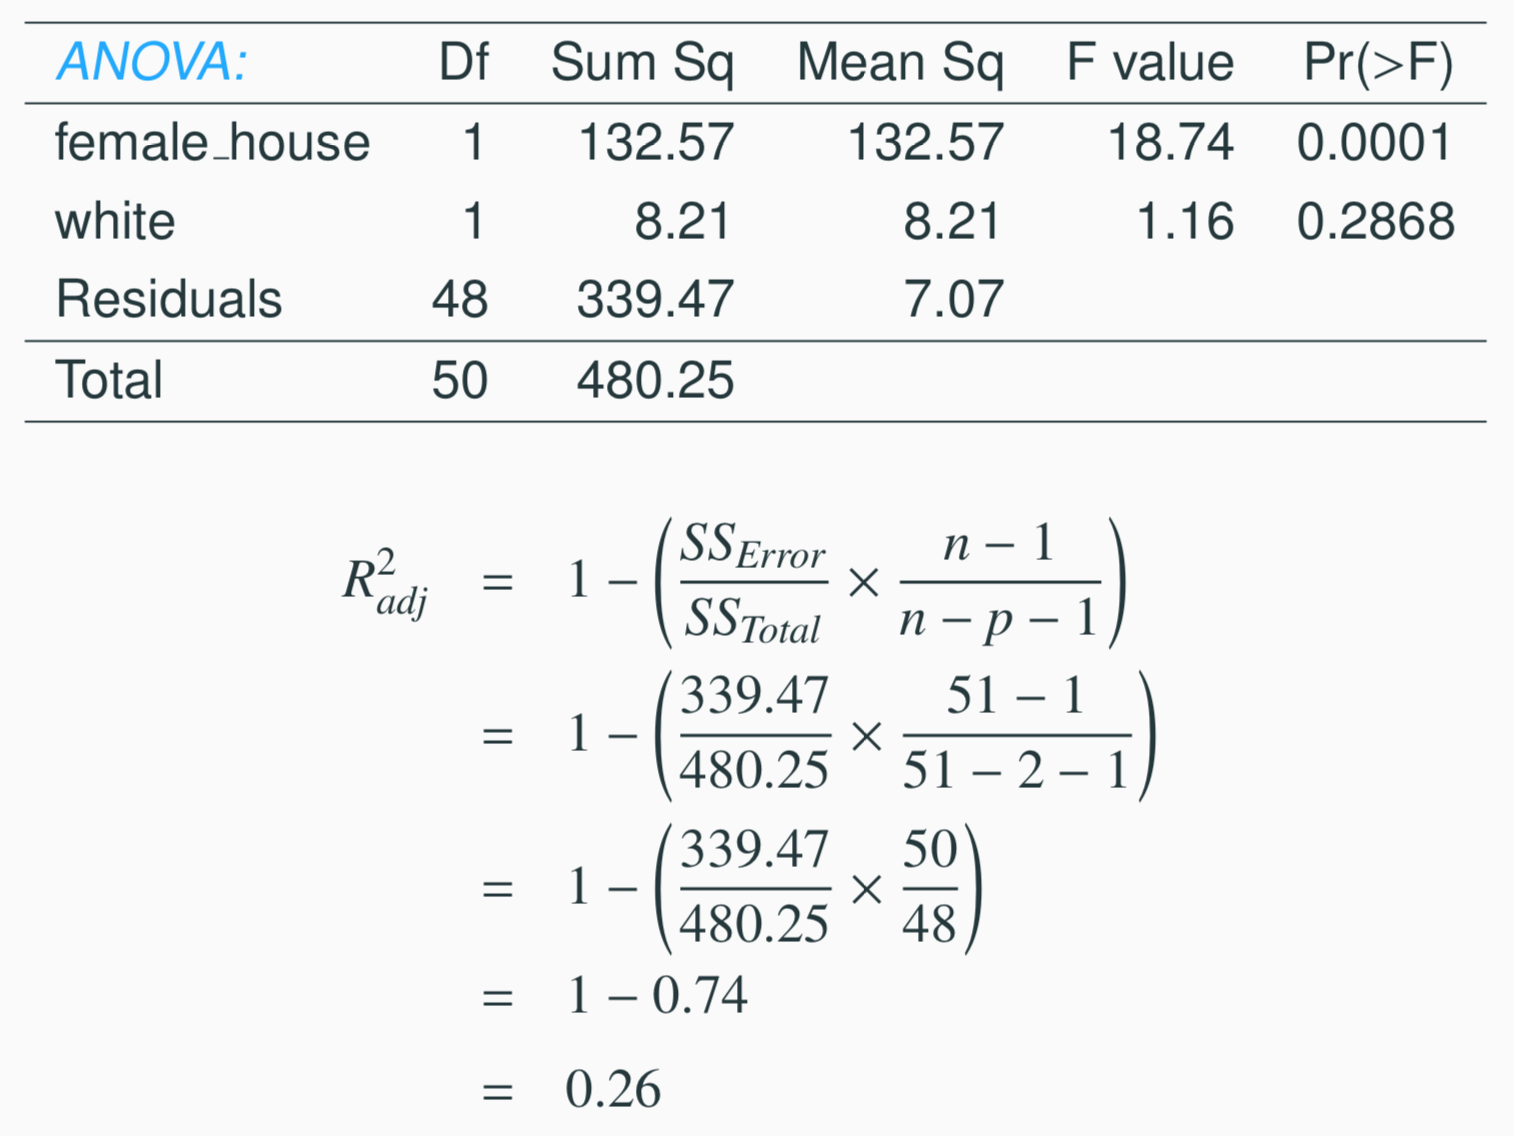 ANOVA: Df Sum Sq Mean Sq F value Pr(>F)
female_house 1 132.57 132.57 18.74 0.0001
white 1 8.21 8.21 1.16 0.2868
Residuals 48 339.47 7.07
Total 50 480.25
R²_adj = 1 − (SS_Error / SS_Total × (n − 1) / (n − p − 1))
= 1 − (339.47 / 480.25 × (51 − 1) / (51 − 2 − 1))
= 1 − (339.47 / 480.25 × 50 / 48)
= 1 − 0.74
= 0.26